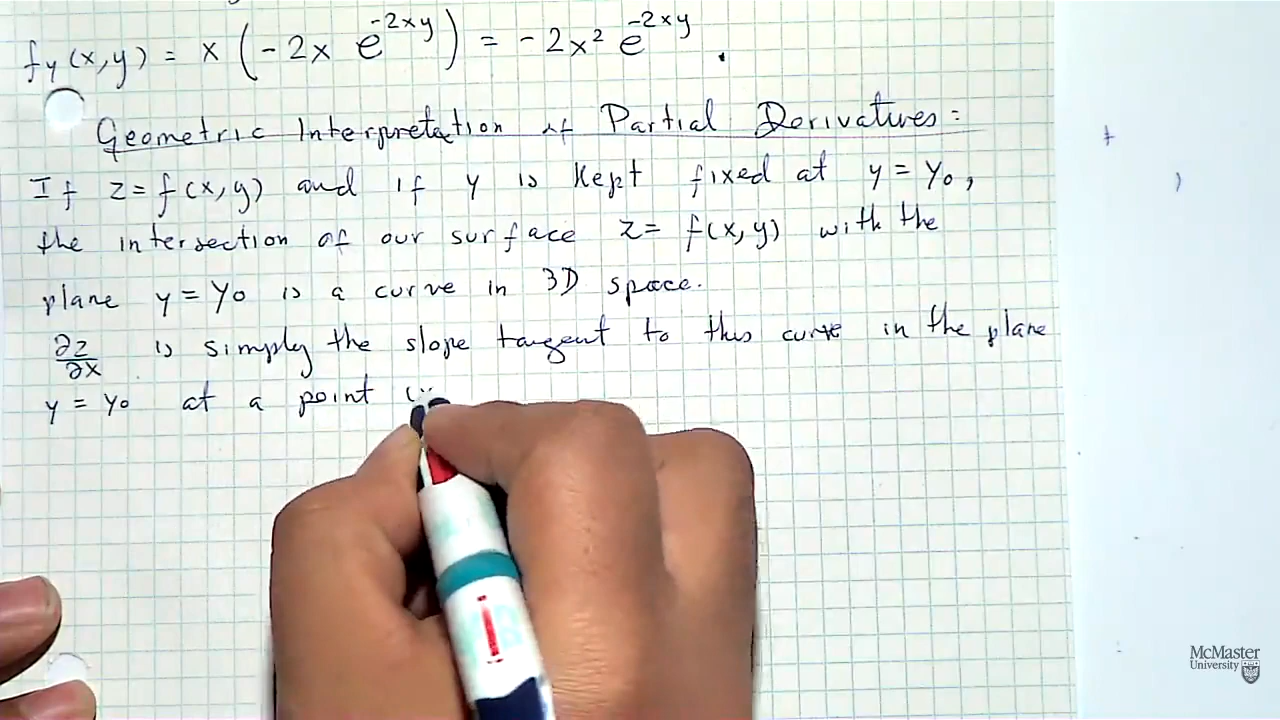 fy(x,y) = x (-2x e^{-2xy}) = -2x² e^{-2xy}.
Geometric Interpretation of Partial Derivatives:
If z = f(x,y) and if y is kept fixed at y = y₀,
the intersection of our surface z = f(x,y) with the
plane y = y₀ is a curve in 3D space.
∂z/∂x is simply the slope tangent to this curve in the plane
y = y₀ at a point (
McMaster
University